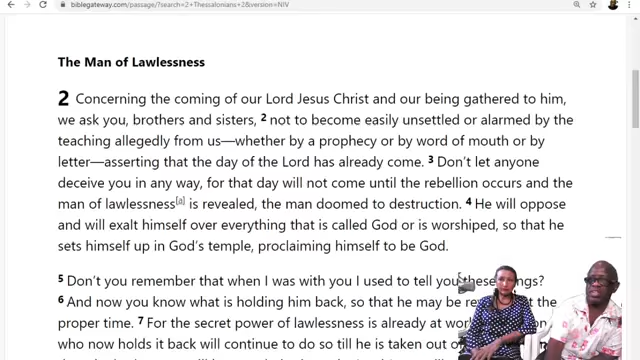 biblegateway.com/passage/?search=2+Thessalonians+2&version=NIV
The Man of Lawlessness
2 Concerning the coming of our Lord Jesus Christ and our being gathered to him,
we ask you, brothers and sisters, 2 not to become easily unsettled or alarmed by the
teaching allegedly from us—whether by a prophecy or by word of mouth or by
letter—asserting that the day of the Lord has already come. 3 Don't let anyone
deceive you in any way, for that day will not come until the rebellion occurs and the
man of lawlessness[a] is revealed, the man doomed to destruction. 4 He will oppose
and will exalt himself over everything that is called God or is worshiped, so that he
sets himself up in God's temple, proclaiming himself to be God.
5 Don't you remember that when I was with you I used to tell you these things?
6 And now you know what is holding him back, so that he may be at the
proper time. 7 For the secret power of lawlessness is already at
who now holds it back will continue to do so till he is taken